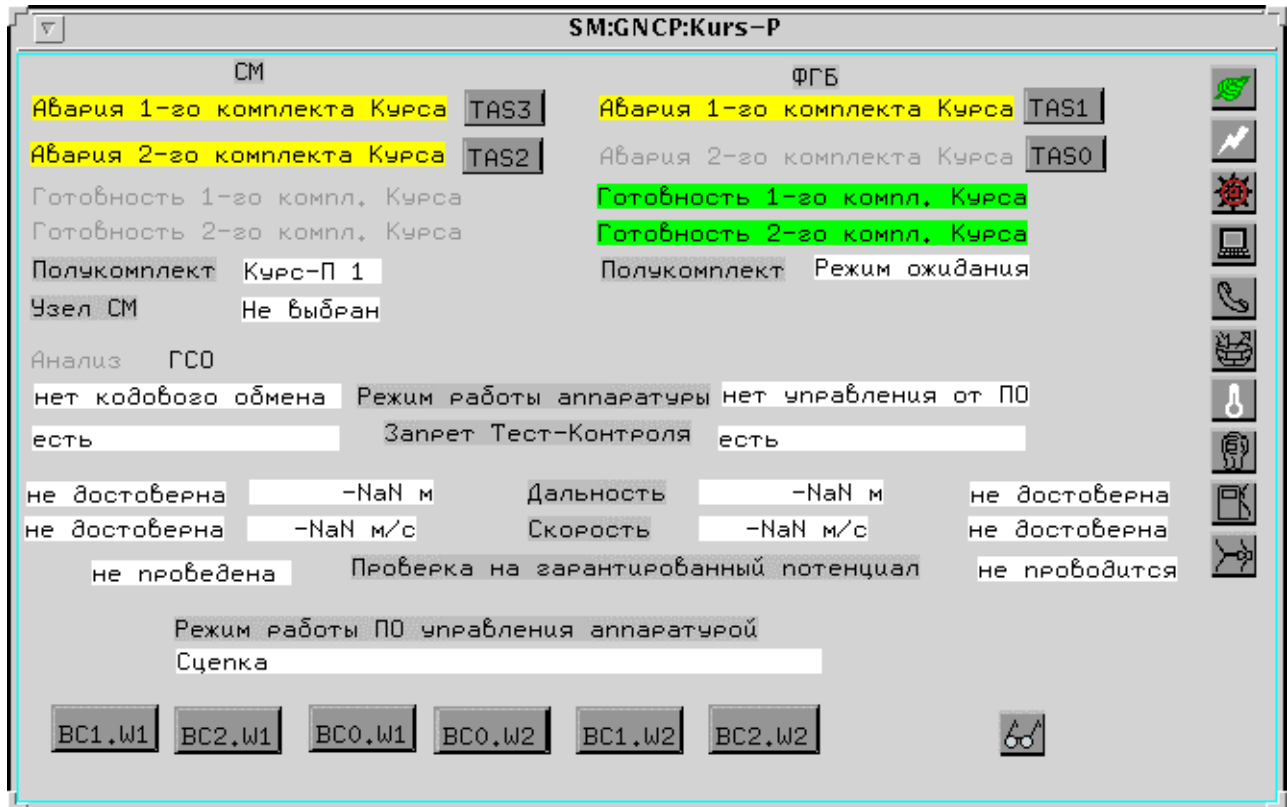 SM:GNCP:Kurs-P
СМ ФГБ
Авария 1-го комплекта Курса TAS3 Авария 1-го комплекта Курса TAS1
Авария 2-го комплекта Курса TAS2 Авария 2-го комплекта Курса TAS0
Готовность 1-го компл. Курса Готовность 1-го компл. Курса
Готовность 2-го компл. Курса Готовность 2-го компл. Курса
Полукомплект Курс-П 1 Полукомплект Режим ожидания
Узел СМ Не выбран
Анализ ГСО
нет кодового обмена Режим работы аппаратуры нет управления от ПО
есть Запрет Тест-Контроля есть
не достоверна -NaN м Дальность -NaN м не достоверна
не достоверна -NaN м/с Скорость -NaN м/с не достоверна
не проведена Проверка на гарантированный потенциал не проводится
Режим работы ПО управления аппаратурой
Сцепка
BC1.W1 BC2.W1 BC0.W1 BC0.W2 BC1.W2 BC2.W2